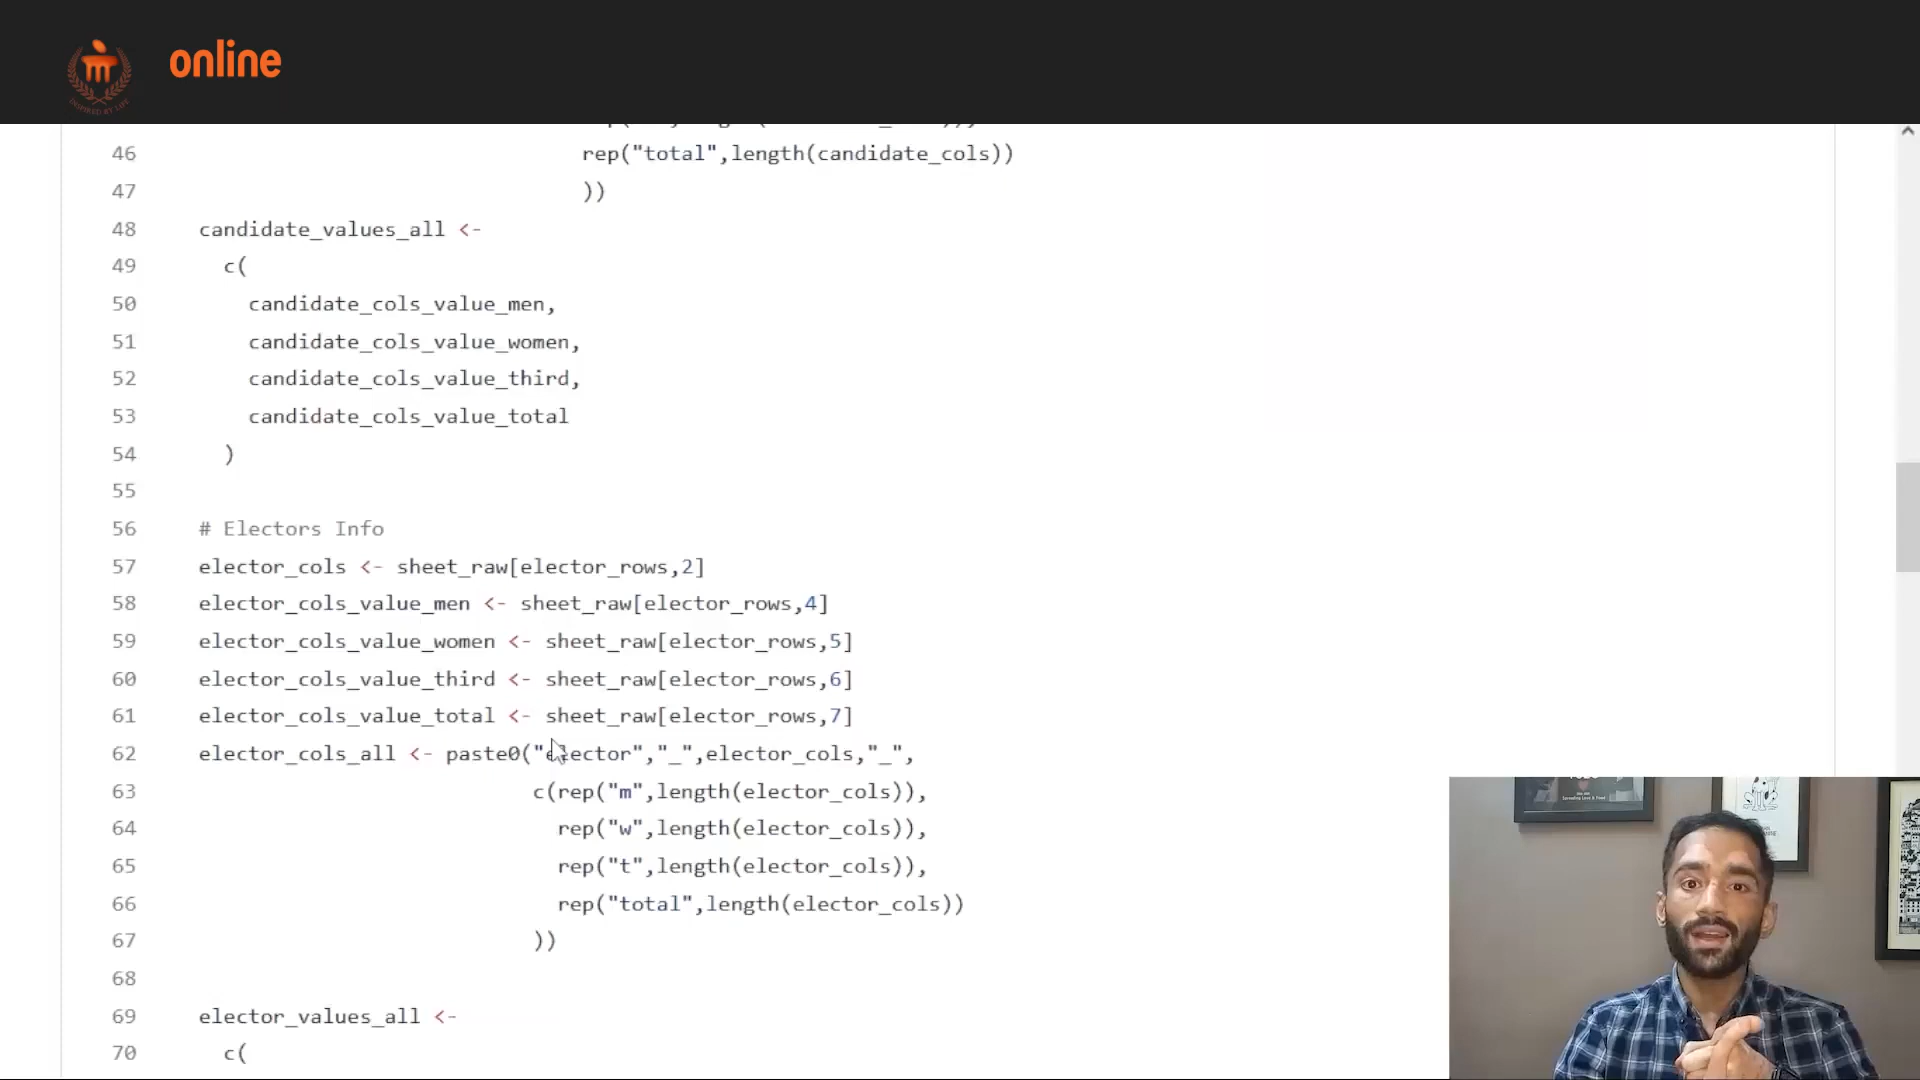 online
INSPIRED BY LIFE
46 rep("total",length(candidate_cols))
47 ))
48 candidate_values_all <-
49 c(
50 candidate_cols_value_men,
51 candidate_cols_value_women,
52 candidate_cols_value_third,
53 candidate_cols_value_total
54 )
55
56 # Electors Info
57 elector_cols <- sheet_raw[elector_rows,2]
58 elector_cols_value_men <- sheet_raw[elector_rows,4]
59 elector_cols_value_women <- sheet_raw[elector_rows,5]
60 elector_cols_value_third <- sheet_raw[elector_rows,6]
61 elector_cols_value_total <- sheet_raw[elector_rows,7]
62 elector_cols_all <- paste0("elector","_",elector_cols,"_",
63 c(rep("m",length(elector_cols)),
64 rep("w",length(elector_cols)),
65 rep("t",length(elector_cols)),
66 rep("total",length(elector_cols))
67 ))
68
69 elector_values_all <-
70 c(